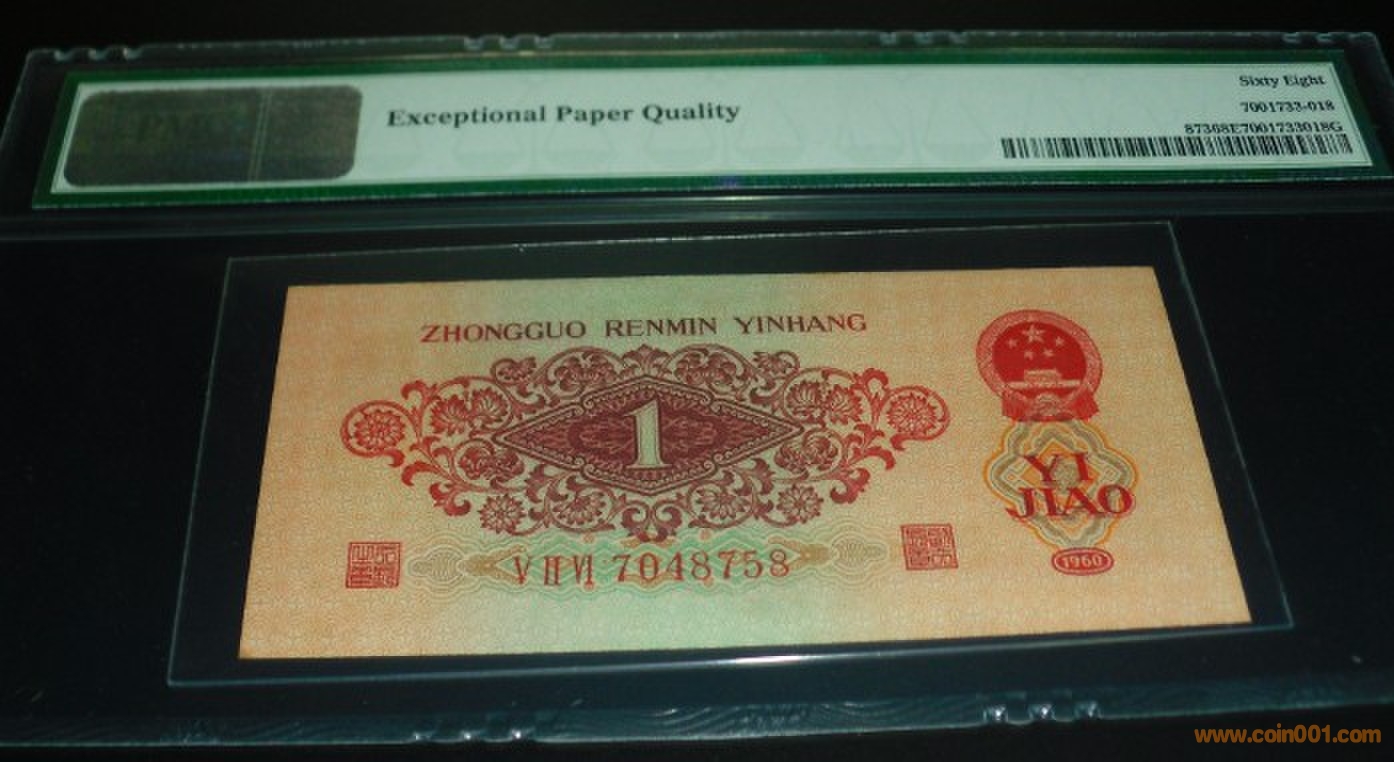 Exceptional Paper Quality
Sixty Eight
7001733-018
87368E7001733018G
ZHONGGUO RENMIN YINHANG
1
YI
JIAO
V II VI 7048758
1960
www.coin001.com